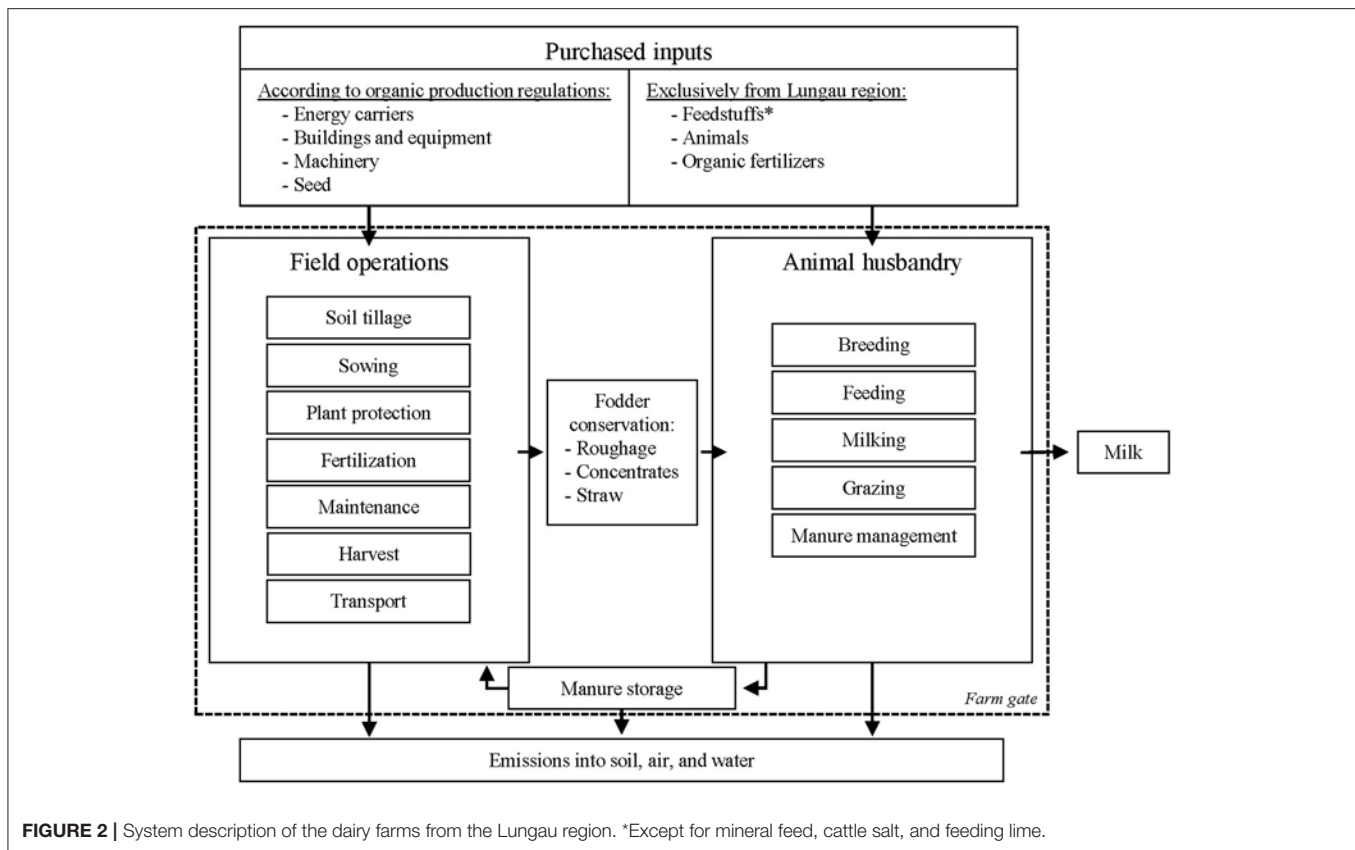 Purchased inputs
According to organic production regulations:
- Energy carriers
- Buildings and equipment
- Machinery
- Seed
Exclusively from Lungau region:
- Feedstuffs*
- Animals
- Organic fertilizers
Field operations
Soil tillage
Sowing
Plant protection
Fertilization
Maintenance
Harvest
Transport
Fodder
conservation:
- Roughage
- Concentrates
- Straw
Animal husbandry
Breeding
Feeding
Milking
Grazing
Manure management
Milk
Manure storage
Farm gate
Emissions into soil, air, and water
FIGURE 2 | System description of the dairy farms from the Lungau region. *Except for mineral feed, cattle salt, and feeding lime.